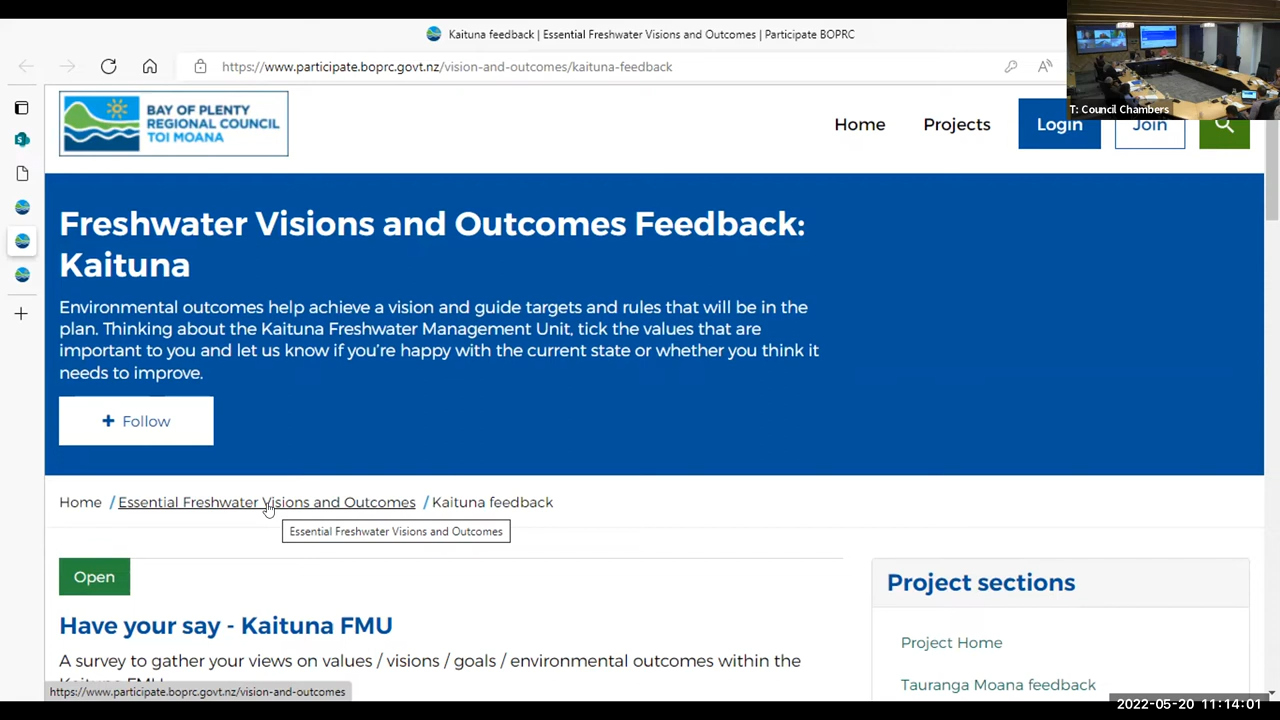 Kaituna feedback | Essential Freshwater Visions and Outcomes | Participate BOPRC
https://www.participate.boprc.govt.nz/vision-and-outcomes/kaituna-feedback
T: Council Chambers
BAY OF PLENTY
REGIONAL COUNCIL
TOI MOANA
Home Projects Login Join
Freshwater Visions and Outcomes Feedback:
Kaituna
Environmental outcomes help achieve a vision and guide targets and rules that will be in the
plan. Thinking about the Kaituna Freshwater Management Unit, tick the values that are
important to you and let us know if you're happy with the current state or whether you think it
needs to improve.
+ Follow
Home / Essential Freshwater Visions and Outcomes / Kaituna feedback
Essential Freshwater Visions and Outcomes
Open
Have your say - Kaituna FMU
A survey to gather your views on values / visions / goals / environmental outcomes within the
Kaituna FMU
Project sections
Project Home
Tauranga Moana feedback
https://www.participate.boprc.govt.nz/vision-and-outcomes
2022-05-20 11:14:01